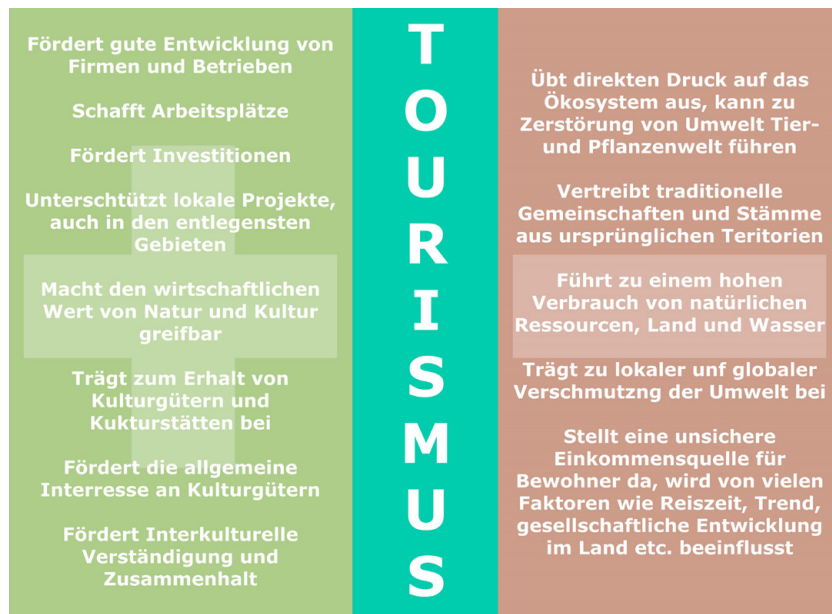 Fördert gute Entwicklung von
Firmen und Betrieben
Schafft Arbeitsplätze
Fördert Investitionen
Unterschtützt lokale Projekte,
auch in den entlegensten
Gebieten
Macht den wirtschaftlichen
Wert von Natur und Kultur
greifbar
Trägt zum Erhalt von
Kulturgütern und
Kukturstätten bei
Fördert die allgemeine
Interresse an Kulturgütern
Fördert Interkulturelle
Verständigung und
Zusammenhalt
TOURISMUS
Übt direkten Druck auf das
Ökosystem aus, kann zu
Zerstörung von Umwelt Tier-
und Pflanzenwelt führen
Vertreibt traditionelle
Gemeinschaften und Stämme
aus ursprünglichen Teritorien
Führt zu einem hohen
Verbrauch von natürlichen
Ressourcen, Land und Wasser
Trägt zu lokaler unf globaler
Verschmutzng der Umwelt bei
Stellt eine unsichere
Einkommensquelle für
Bewohner da, wird von vielen
Faktoren wie Reiszeit, Trend,
gesellschaftliche Entwicklung
im Land etc. beeinflusst